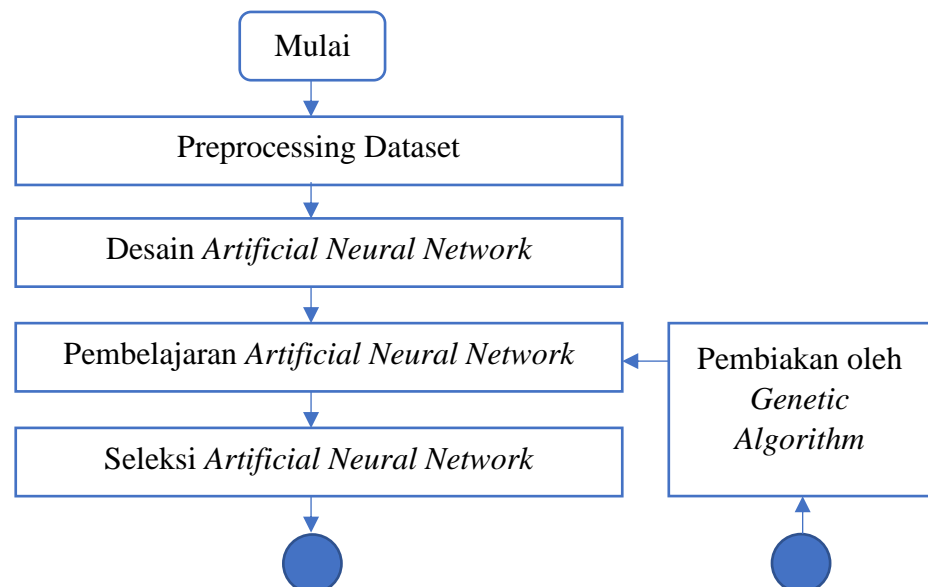 Mulai
Preprocessing Dataset
Desain Artificial Neural Network
Pembelajaran Artificial Neural Network
Pembiakan oleh
Genetic
Algorithm
Seleksi Artificial Neural Network